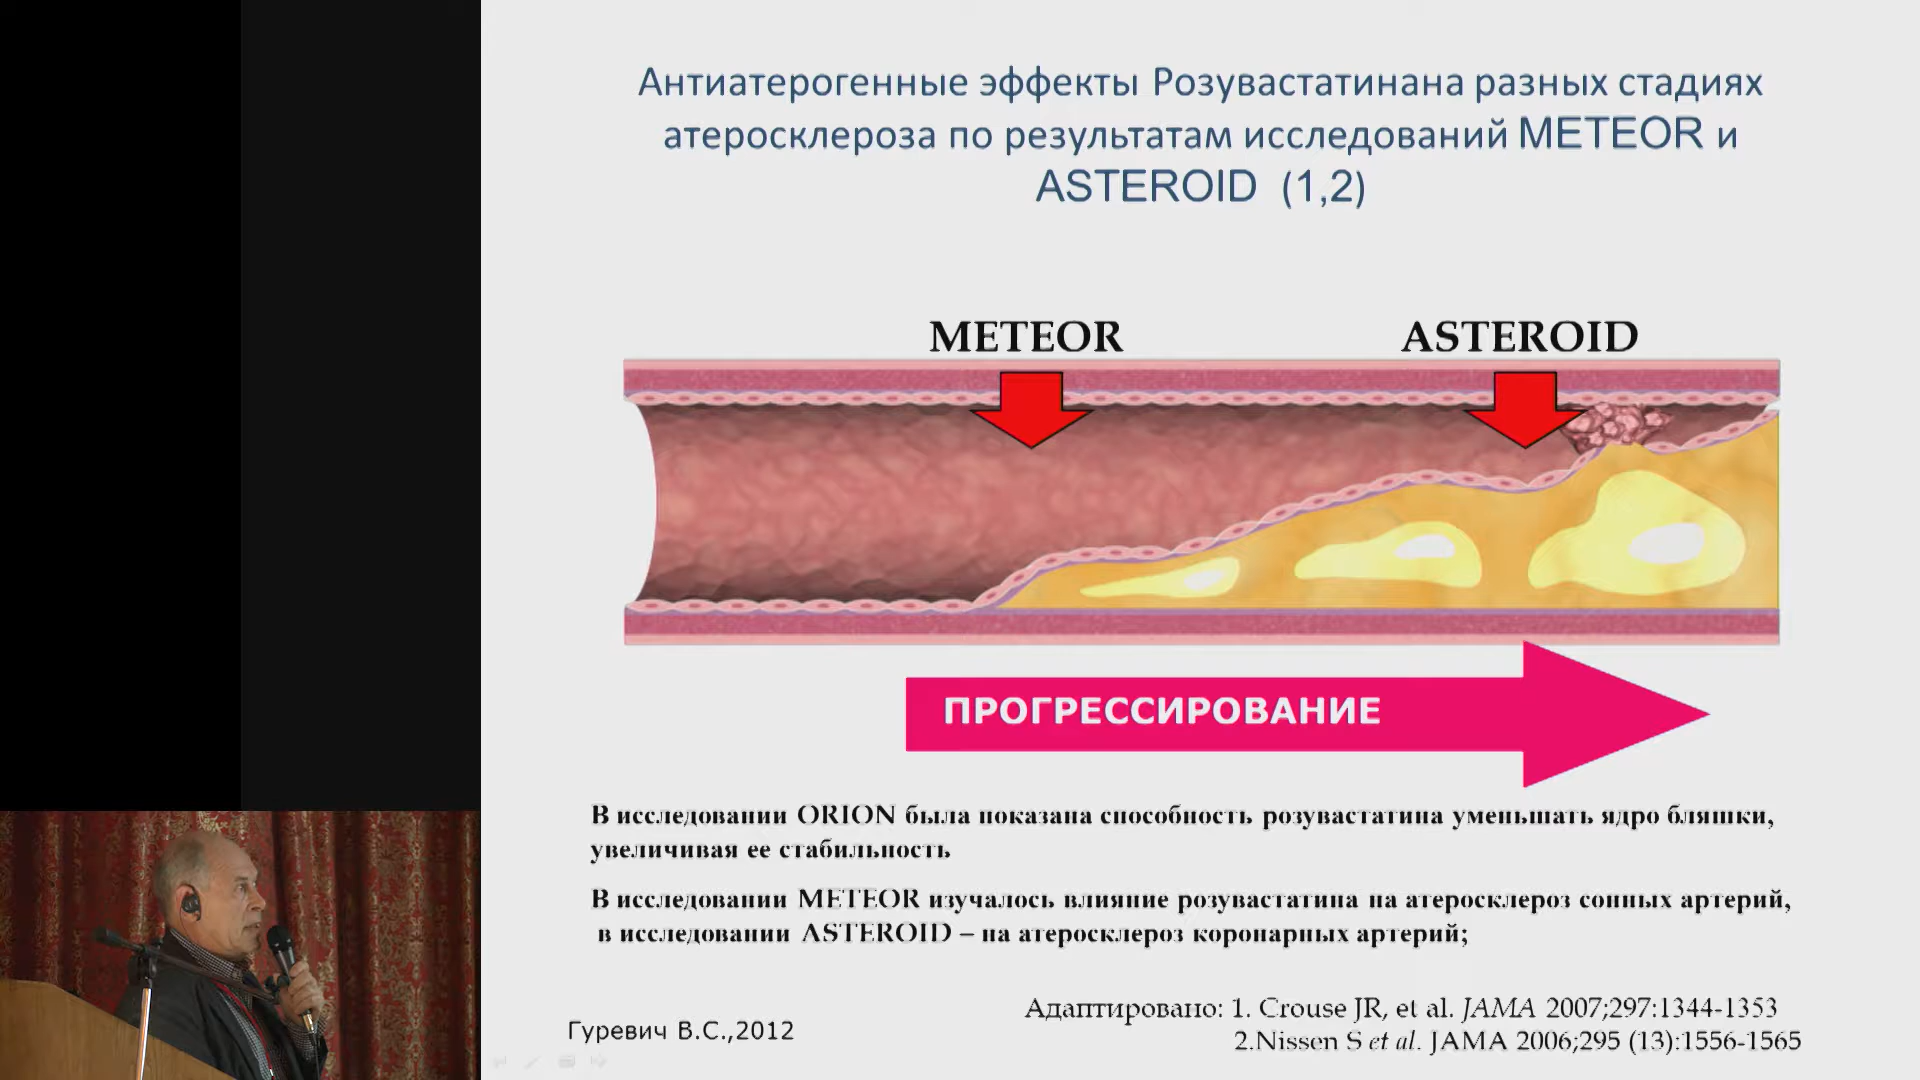 Антиатерогенные эффекты Розувастатинана разных стадиях
атеросклероза по результатам исследований METEOR и
ASTEROID (1,2)
METEOR
ASTEROID
ПРОГРЕССИРОВАНИЕ
В исследовании ORION была показана способность розувастатина уменьшать ядро бляшки,
увеличивая ее стабильность
В исследовании METEOR изучалось влияние розувастатина на атеросклероз сонных артерий,
в исследовании ASTEROID – на атеросклероз коронарных артерий;
Адаптировано: 1. Crouse JR, et al. JAMA 2007;297:1344-1353
2.Nissen S et al. JAMA 2006;295 (13):1556-1565
Гуревич В.С.,2012